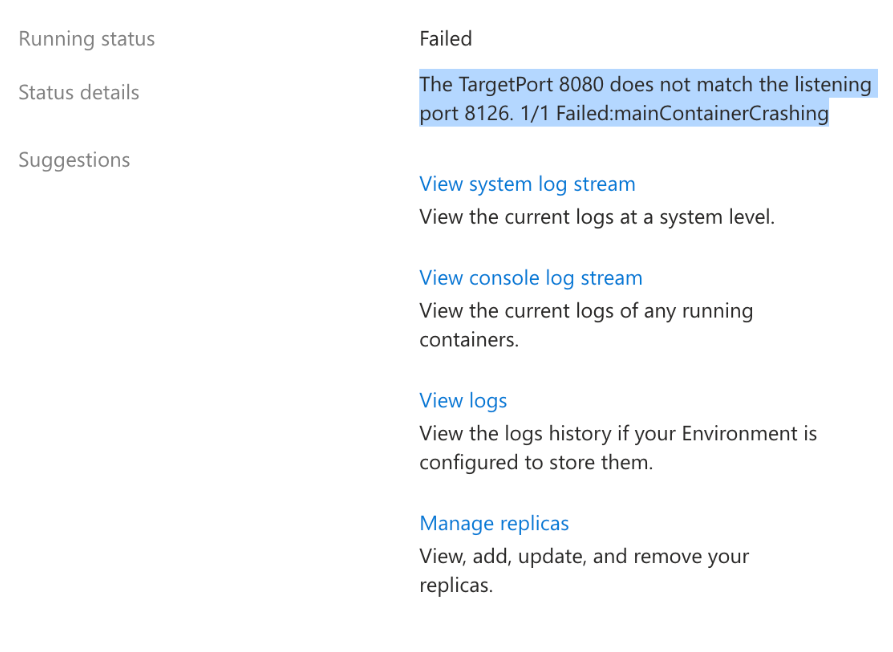 Running status
Failed
Status details
The TargetPort 8080 does not match the listening
port 8126. 1/1 Failed:mainContainerCrashing
Suggestions
View system log stream
View the current logs at a system level.
View console log stream
View the current logs of any running
containers.
View logs
View the logs history if your Environment is
configured to store them.
Manage replicas
View, add, update, and remove your
replicas.